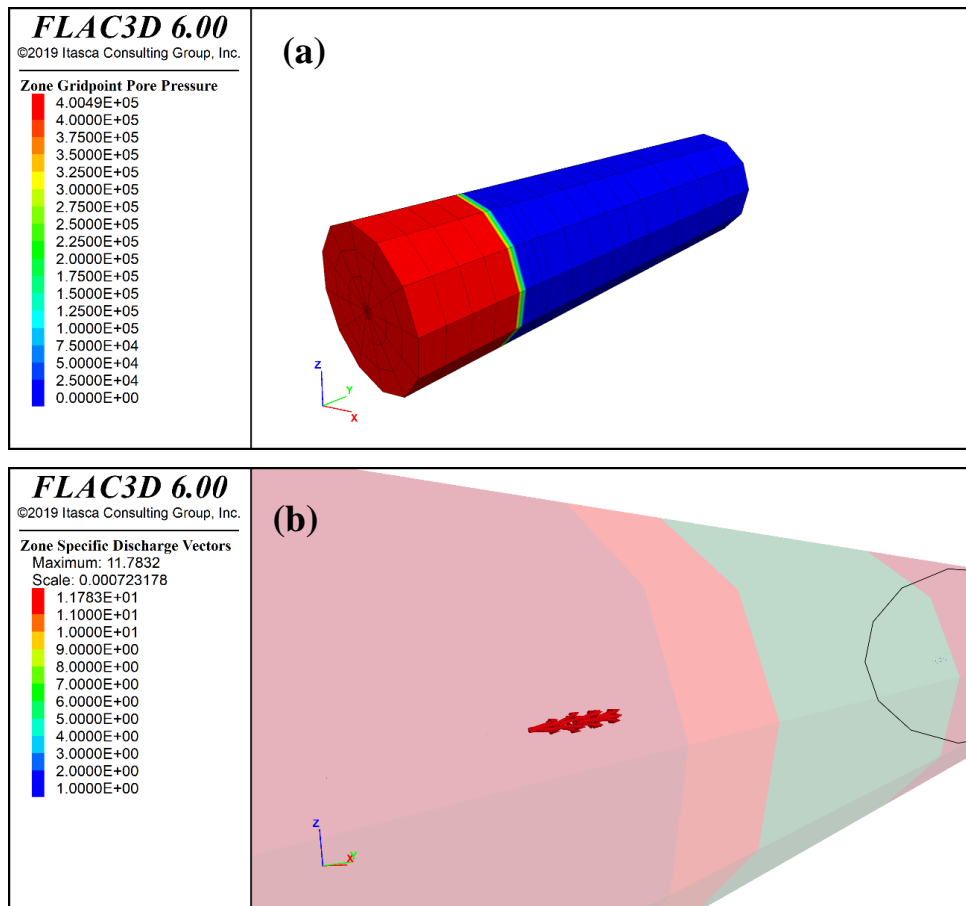 FLAC3D 6.00
©2019 Itasca Consulting Group, Inc.
Zone Gridpoint Pore Pressure
4.0049E+05
4.0000E+05
3.7500E+05
3.5000E+05
3.2500E+05
3.0000E+05
2.7500E+05
2.5000E+05
2.2500E+05
2.0000E+05
1.7500E+05
1.5000E+05
1.2500E+05
1.0000E+05
7.5000E+04
5.0000E+04
2.5000E+04
0.0000E+00
(a)
Z
Y
X
FLAC3D 6.00
©2019 Itasca Consulting Group, Inc.
Zone Specific Discharge Vectors
Maximum: 11.7832
Scale: 0.000723178
1.1783E+01
1.1000E+01
1.0000E+01
9.0000E+00
8.0000E+00
7.0000E+00
6.0000E+00
5.0000E+00
4.0000E+00
3.0000E+00
2.0000E+00
1.0000E+00
(b)
Z
Y
X